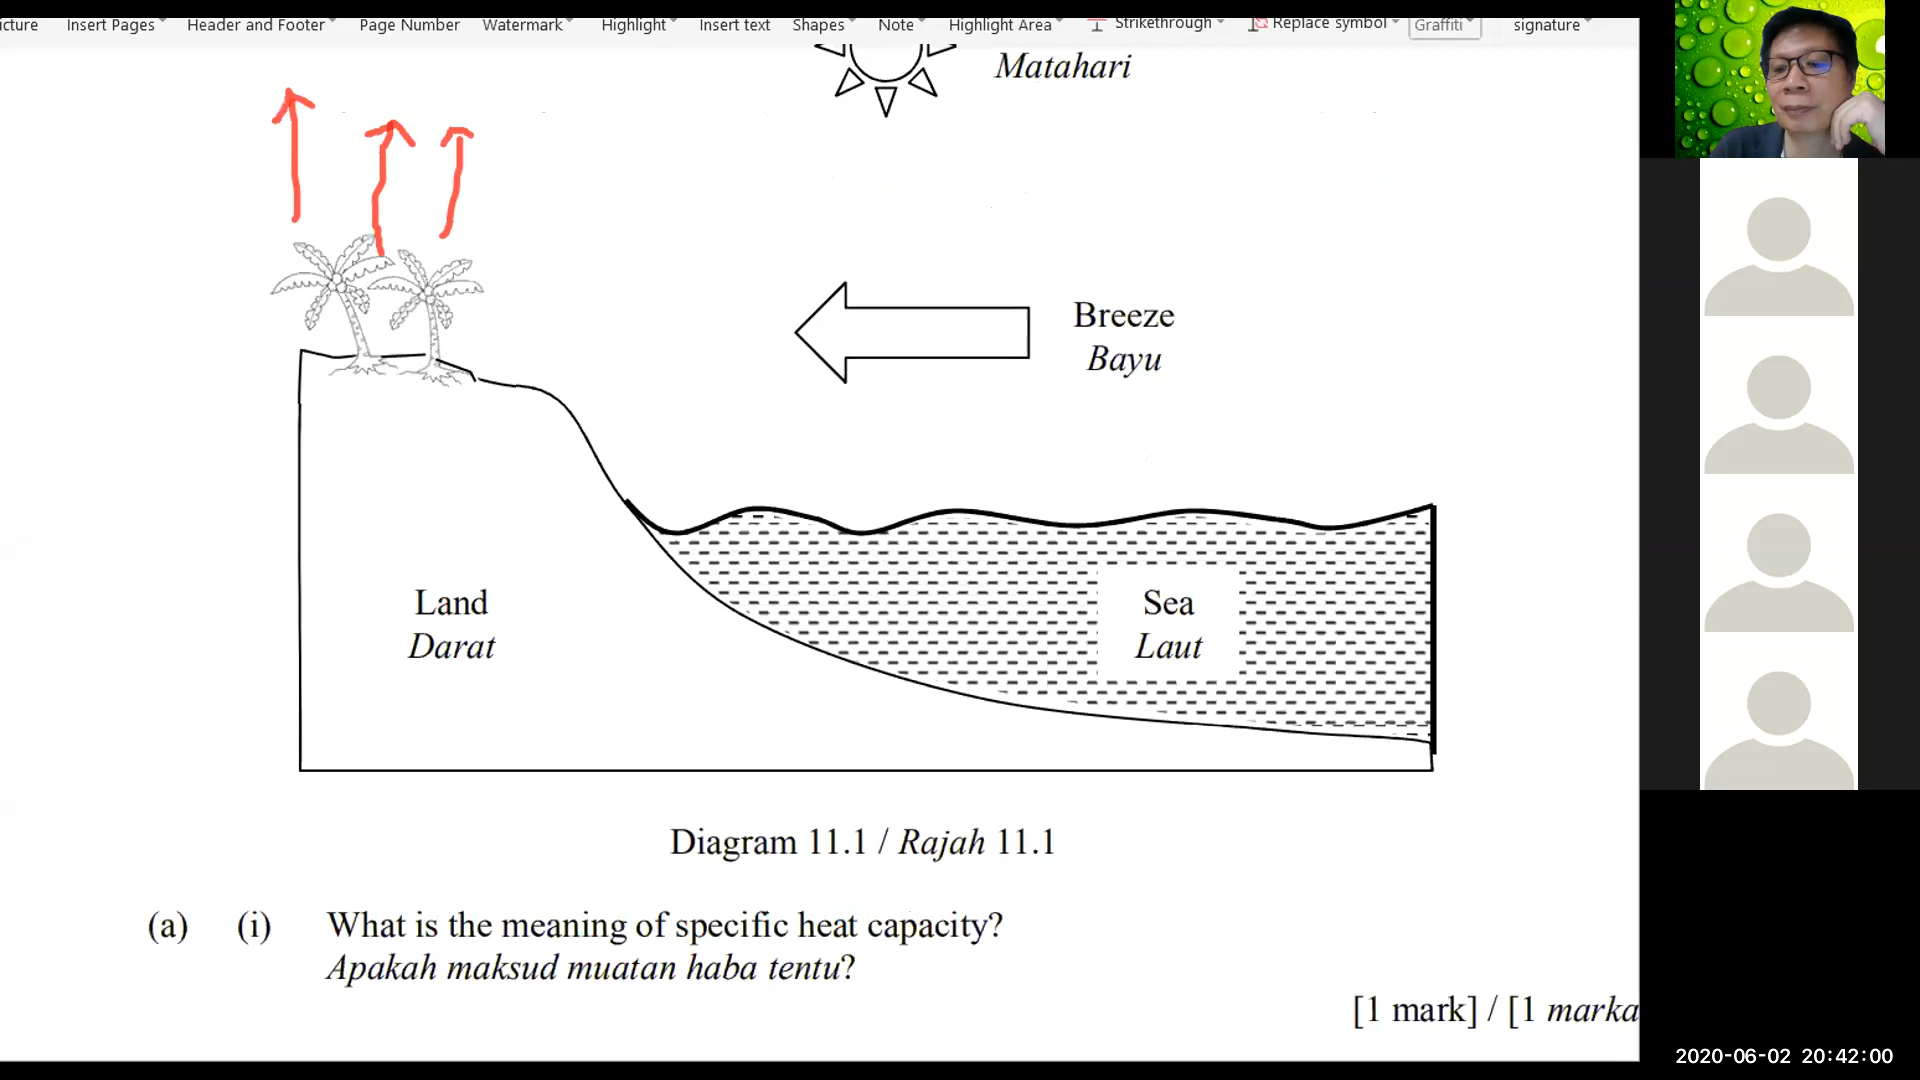 icture Insert Pages Header and Footer Page Number Watermark Highlight Insert text Shapes Note Highlight Area Strikethrough Replace symbol Graffiti signature
Matahari
Breeze
Bayu
Land
Darat
Sea
Laut
Diagram 11.1 / Rajah 11.1
(a) (i) What is the meaning of specific heat capacity?
Apakah maksud muatan haba tentu?
[1 mark] / [1 marka
2020-06-02 20:42:00